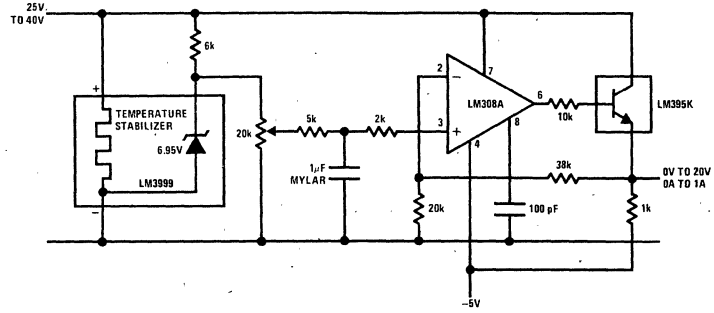 25V
TO 40V
6k
+
TEMPERATURE
STABILIZER
6.95V
LM3999
−
20k
5k
2k
1μF
MYLAR
2
−
3
+
LM308A
7
6
8
4
10k
LM395K
38k
20k
100 pF
1k
0V TO 20V
0A TO 1A
−5V